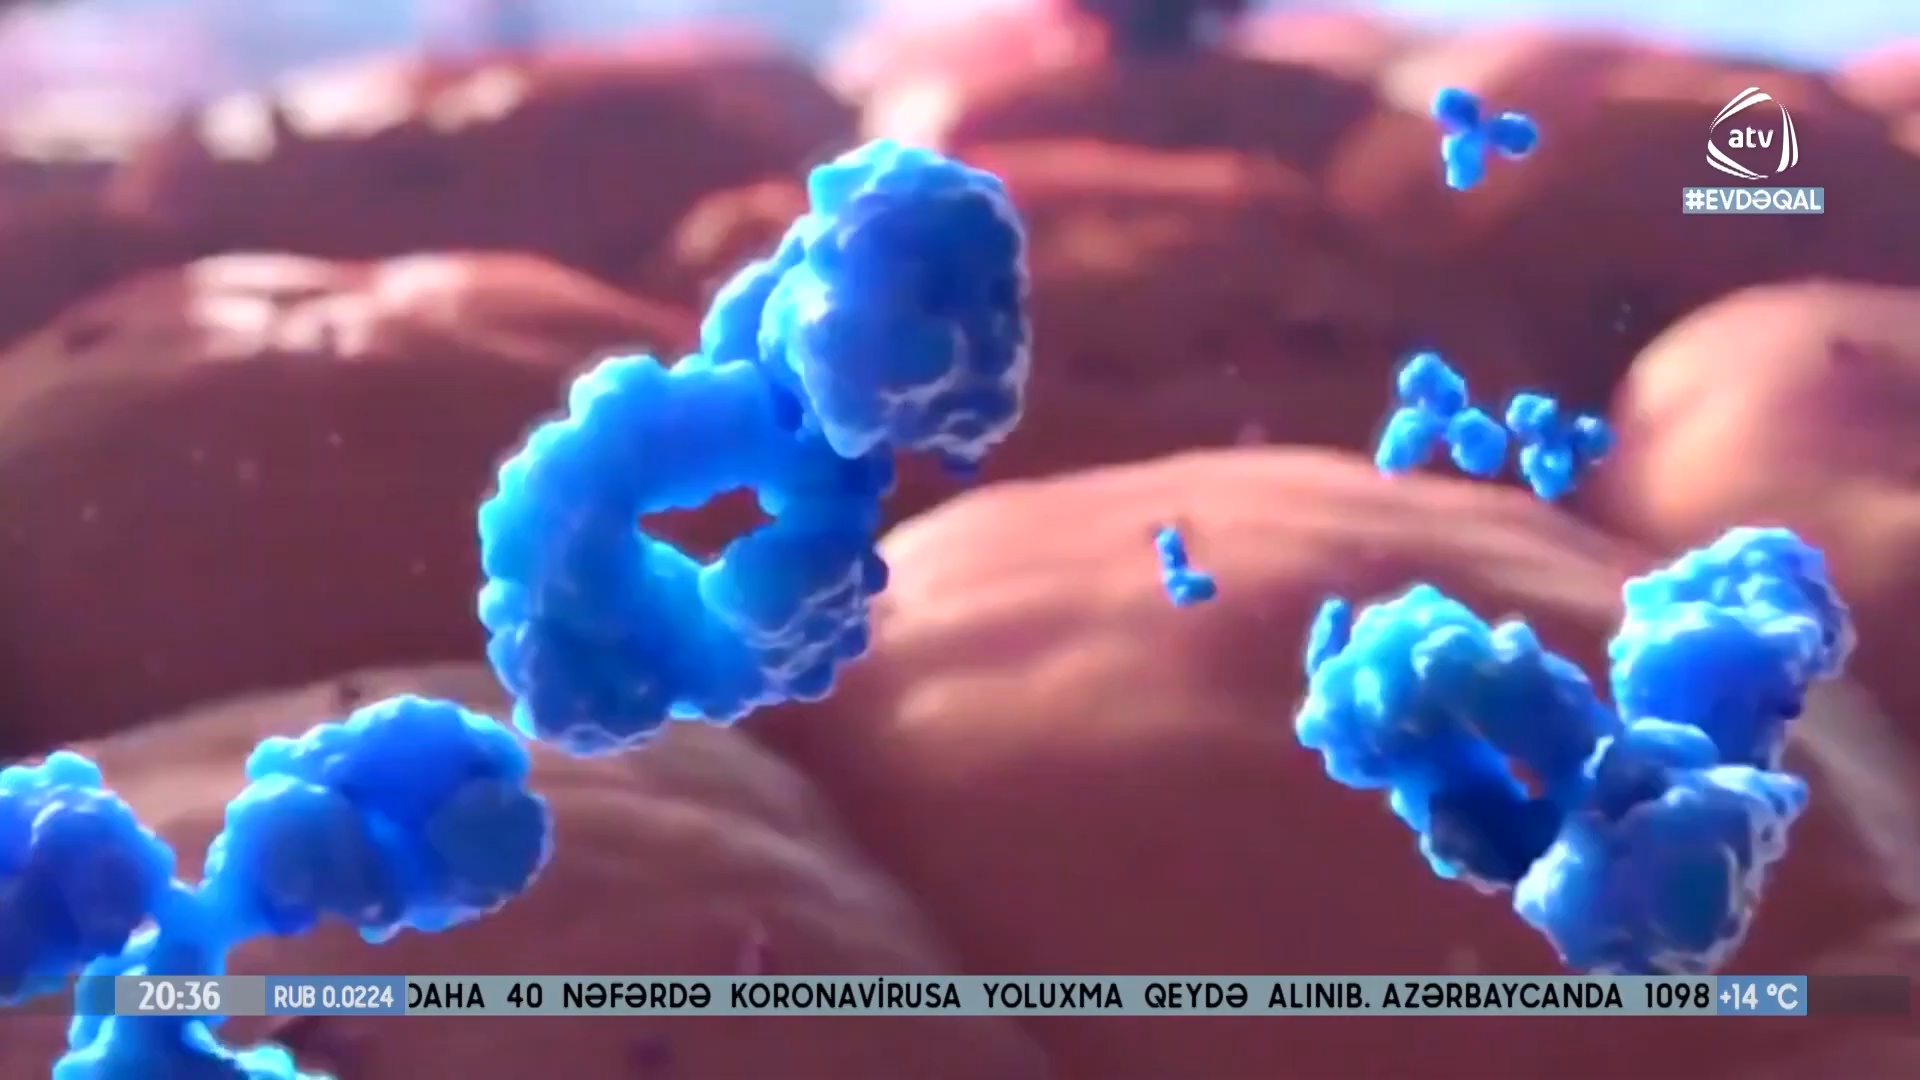 atv
#EVDƏQAL
20:36 RUB 0.0224 DAHA 40 NƏFƏRDƏ KORONAVİRUSA YOLUXMA QEYDƏ ALINIB. AZƏRBAYCANDA 1098 +14 °C